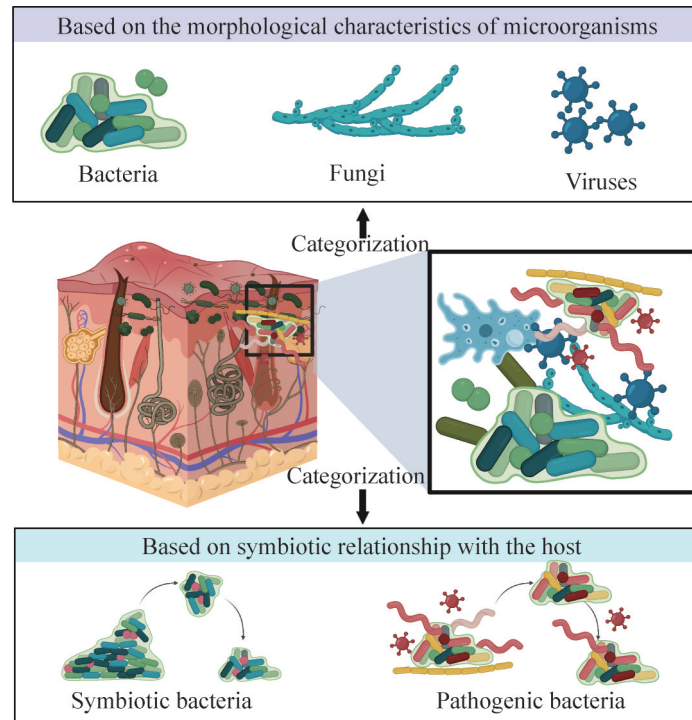 Based on the morphological characteristics of microorganisms
Bacteria
Fungi
Viruses
Categorization
Categorization
Based on symbiotic relationship with the host
Symbiotic bacteria
Pathogenic bacteria